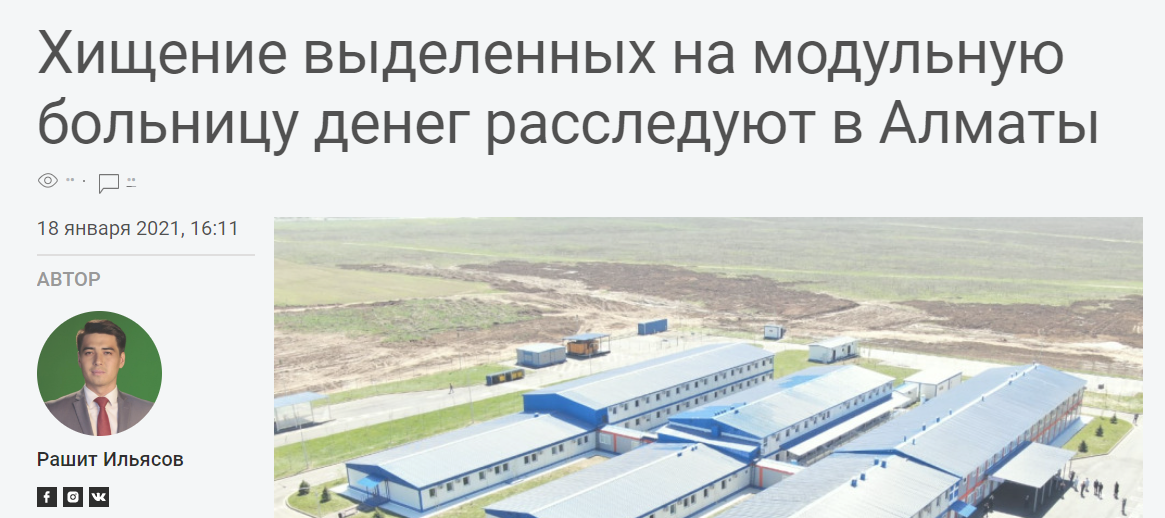 Хищение выделенных на модульную
больницу денег расследуют в Алматы
18 января 2021, 16:11
АВТОР
Рашит Ильясов